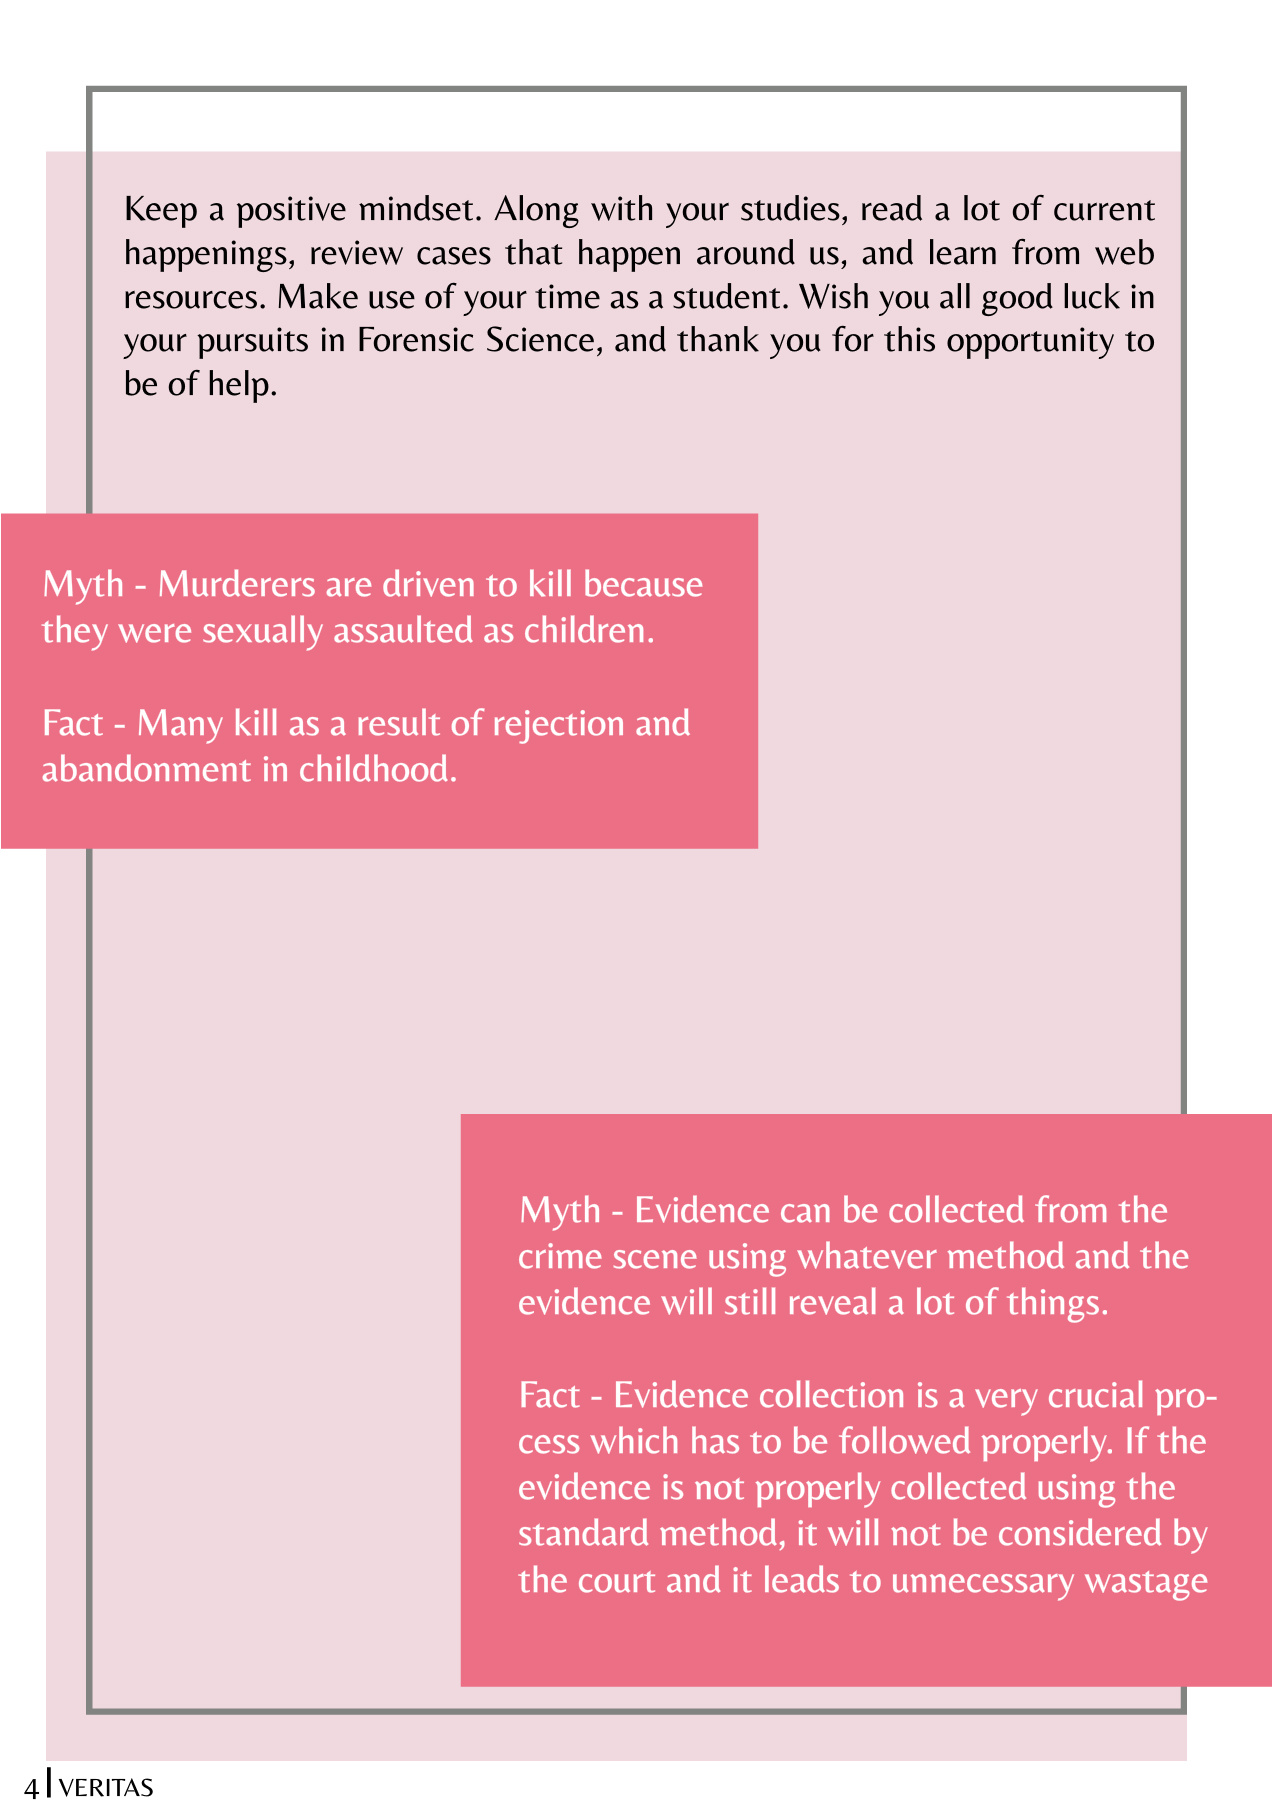 Keep a positive mindset. Along with your studies, read a lot of current
happenings, review cases that happen around us, and learn from web
resources. Make use of your time as a student. Wish you all good luck in
your pursuits in Forensic Science, and thank you for this opportunity to
be of help.
Myth - Murderers are driven to kill because
they were sexually assaulted as children.
Fact - Many kill as a result of rejection and
abandonment in childhood.
Myth - Evidence can be collected from the
crime scene using whatever method and the
evidence will still reveal a lot of things.
Fact - Evidence collection is a very crucial pro-
cess which has to be followed properly. If the
evidence is not properly collected using the
standard method, it will not be considered by
the court and it leads to unnecessary wastage
4 | VERITAS